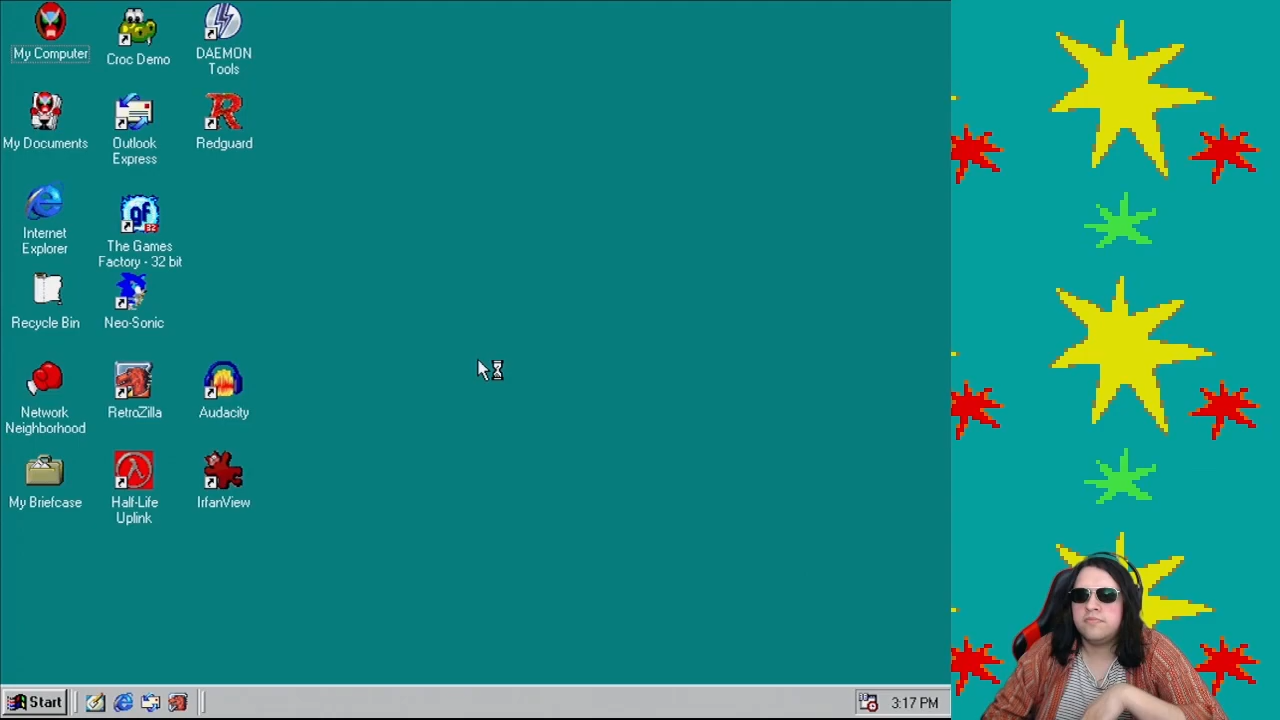 My Computer
Croc Demo
DAEMON
Tools
My Documents
Outlook
Express
Redguard
Internet
Explorer
The Games
Factory - 32 bit
Recycle Bin
Neo-Sonic
Network
Neighborhood
RetroZilla
Audacity
My Briefcase
Half-Life
Uplink
IrfanView
Start
3:17 PM